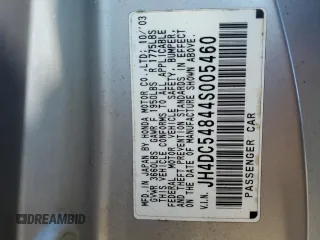 MFD. IN JAPAN BY HONDA MOTOR CO.,LTD; 10/'03
GVWR 3660LBS GAWR F 1950LBS R 1775LBS
THIS VEHICLE CONFORMS TO ALL APPLICABLE
FEDERAL MOTOR VEHICLE SAFETY, BUMPER,
AND THEFT PREVENTION STANDARDS IN EFFECT
ON THE DATE OF MANUFACTURE SHOWN ABOVE.
V.I.N. JH4DC54844S005460
PASSENGER CAR
AUTOBIDMASTER